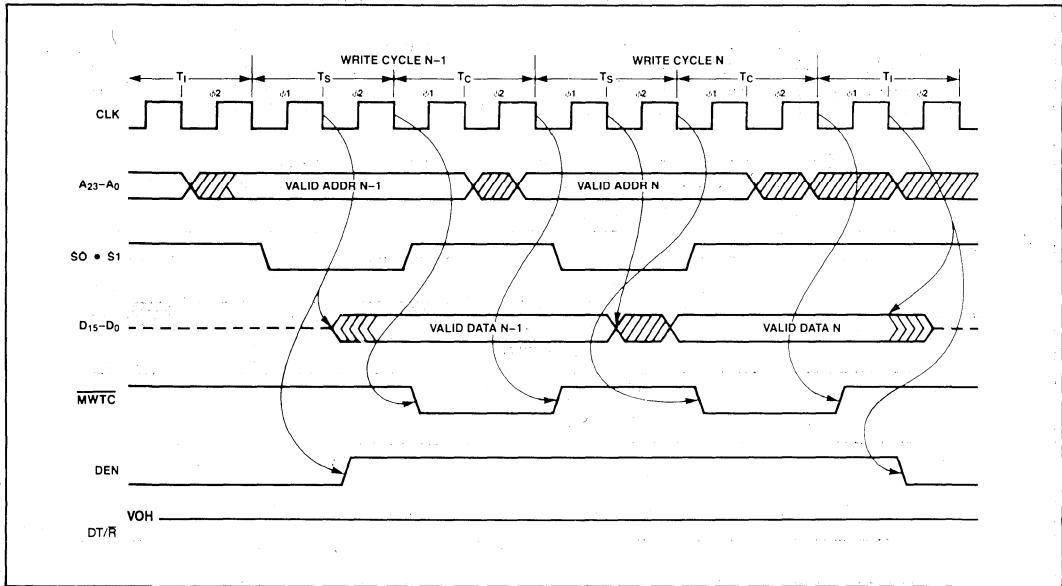 WRITE CYCLE N-1 WRITE CYCLE N
TI TS TC TS TC TI
ϕ2 ϕ1 ϕ2 ϕ1 ϕ2 ϕ1 ϕ2 ϕ1 ϕ2 ϕ1 ϕ2
CLK
A23-A0 VALID ADDR N-1 VALID ADDR N
S0 • S1
D15-D0 VALID DATA N-1 VALID DATA N
MWTC
DEN
VOH
DT/R